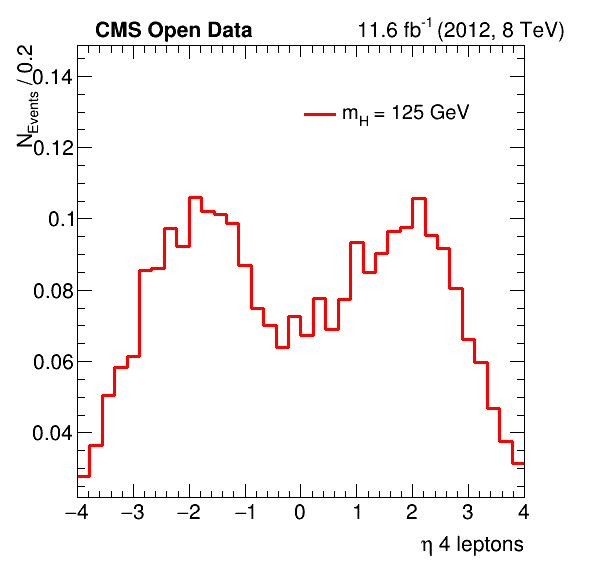 CMS Open Data
11.6 fb⁻¹ (2012, 8 TeV)
N_Events / 0.2
m_H = 125 GeV
0.14
0.12
0.1
0.08
0.06
0.04
−4 −3 −2 −1 0 1 2 3 4
η 4 leptons